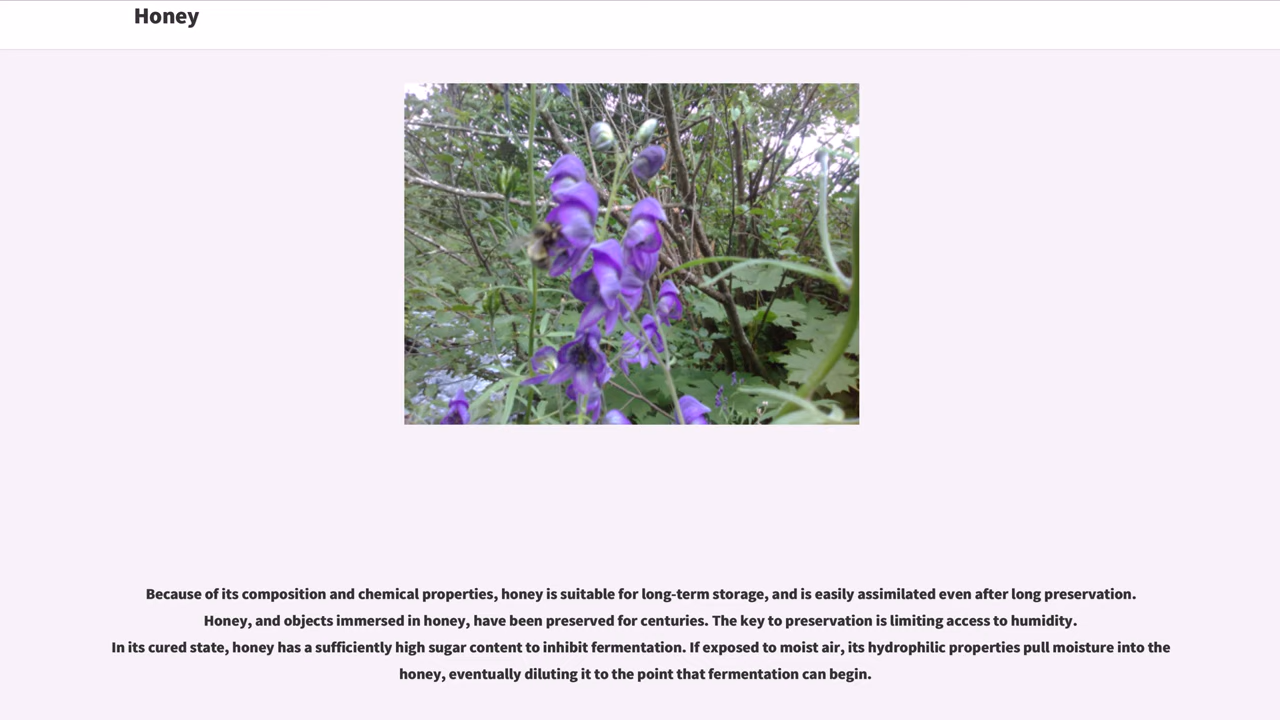 Honey
Because of its composition and chemical properties, honey is suitable for long-term storage, and is easily assimilated even after long preservation.
Honey, and objects immersed in honey, have been preserved for centuries. The key to preservation is limiting access to humidity.
In its cured state, honey has a sufficiently high sugar content to inhibit fermentation. If exposed to moist air, its hydrophilic properties pull moisture into the
honey, eventually diluting it to the point that fermentation can begin.